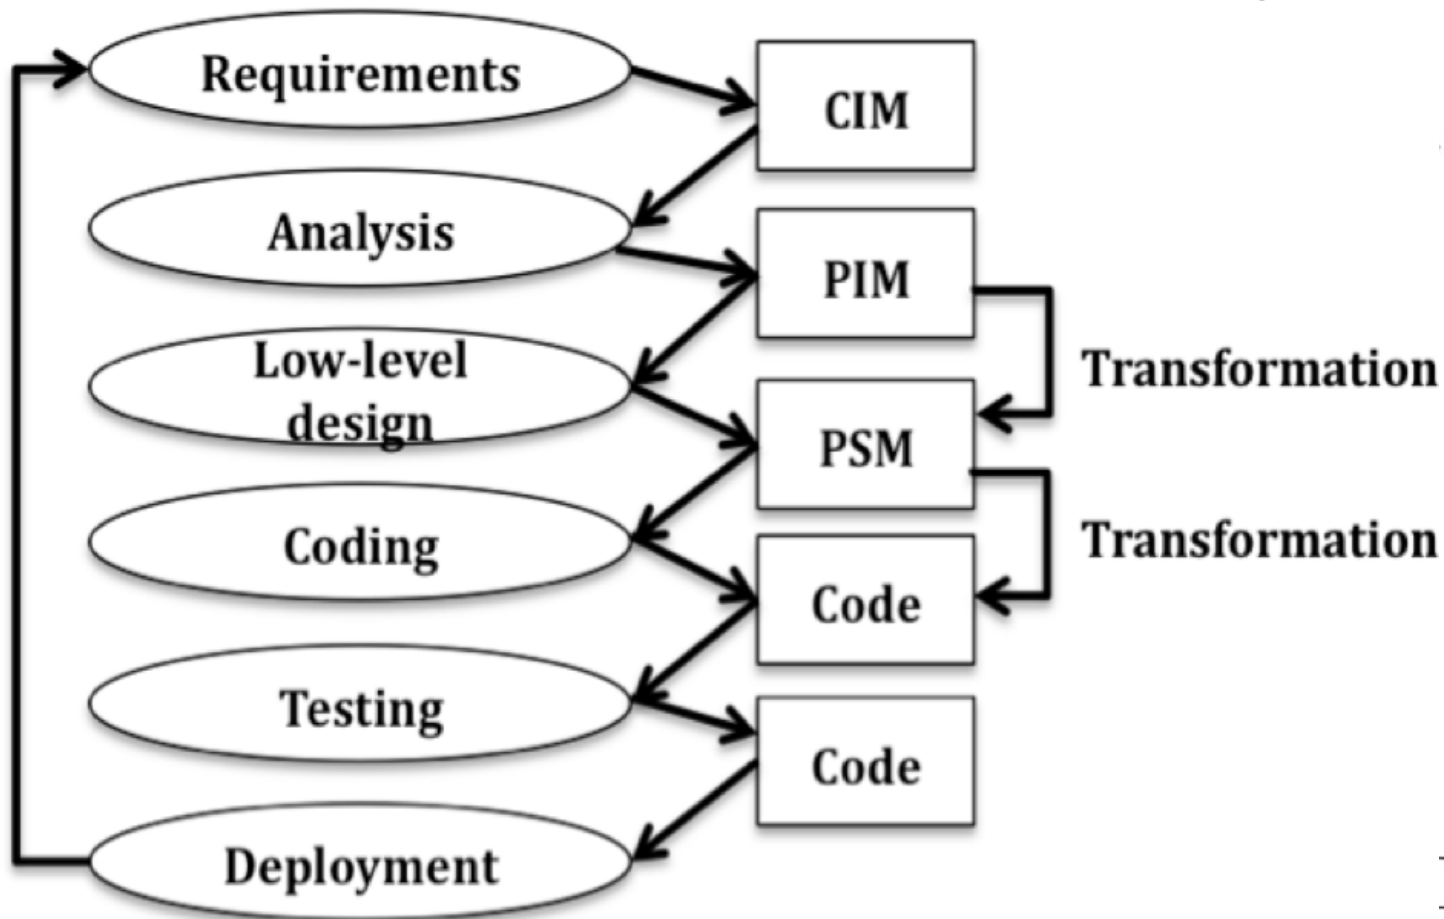 Requirements
CIM
Analysis
PIM
Low-level
design
Transformation
PSM
Coding
Transformation
Code
Testing
Code
Deployment